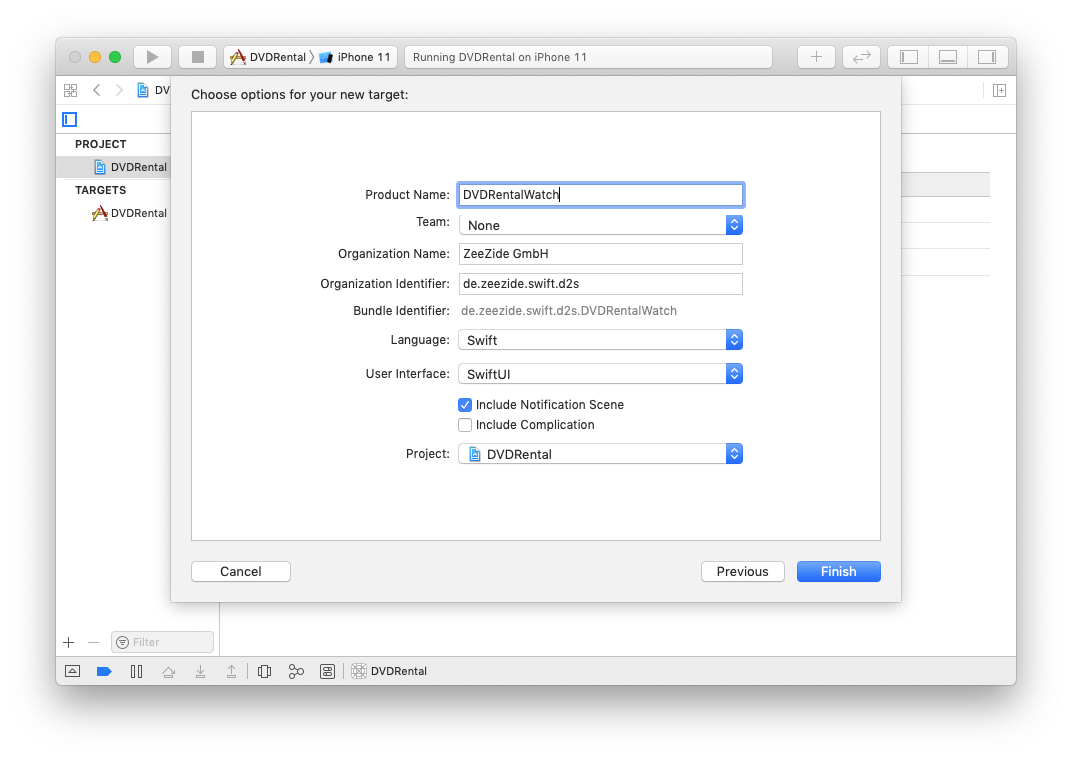 DVDRental iPhone 11 Running DVDRental on iPhone 11
DV
Choose options for your new target:
PROJECT
DVDRental
TARGETS
DVDRental
Product Name: DVDRentalWatch
Team: None
Organization Name: ZeeZide GmbH
Organization Identifier: de.zeezide.swift.d2s
Bundle Identifier: de.zeezide.swift.d2s.DVDRentalWatch
Language: Swift
User Interface: SwiftUI
Include Notification Scene
Include Complication
Project: DVDRental
Cancel Previous Finish
Filter
DVDRental